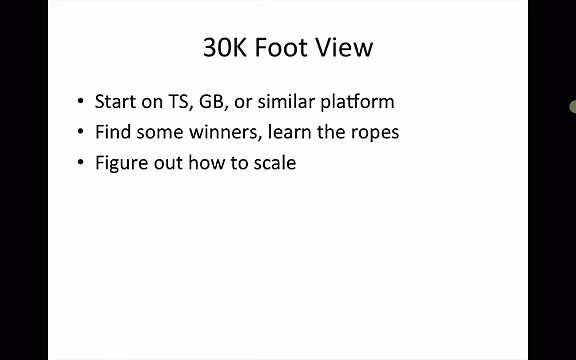 30K Foot View
• Start on TS, GB, or similar platform
• Find some winners, learn the ropes
• Figure out how to scale